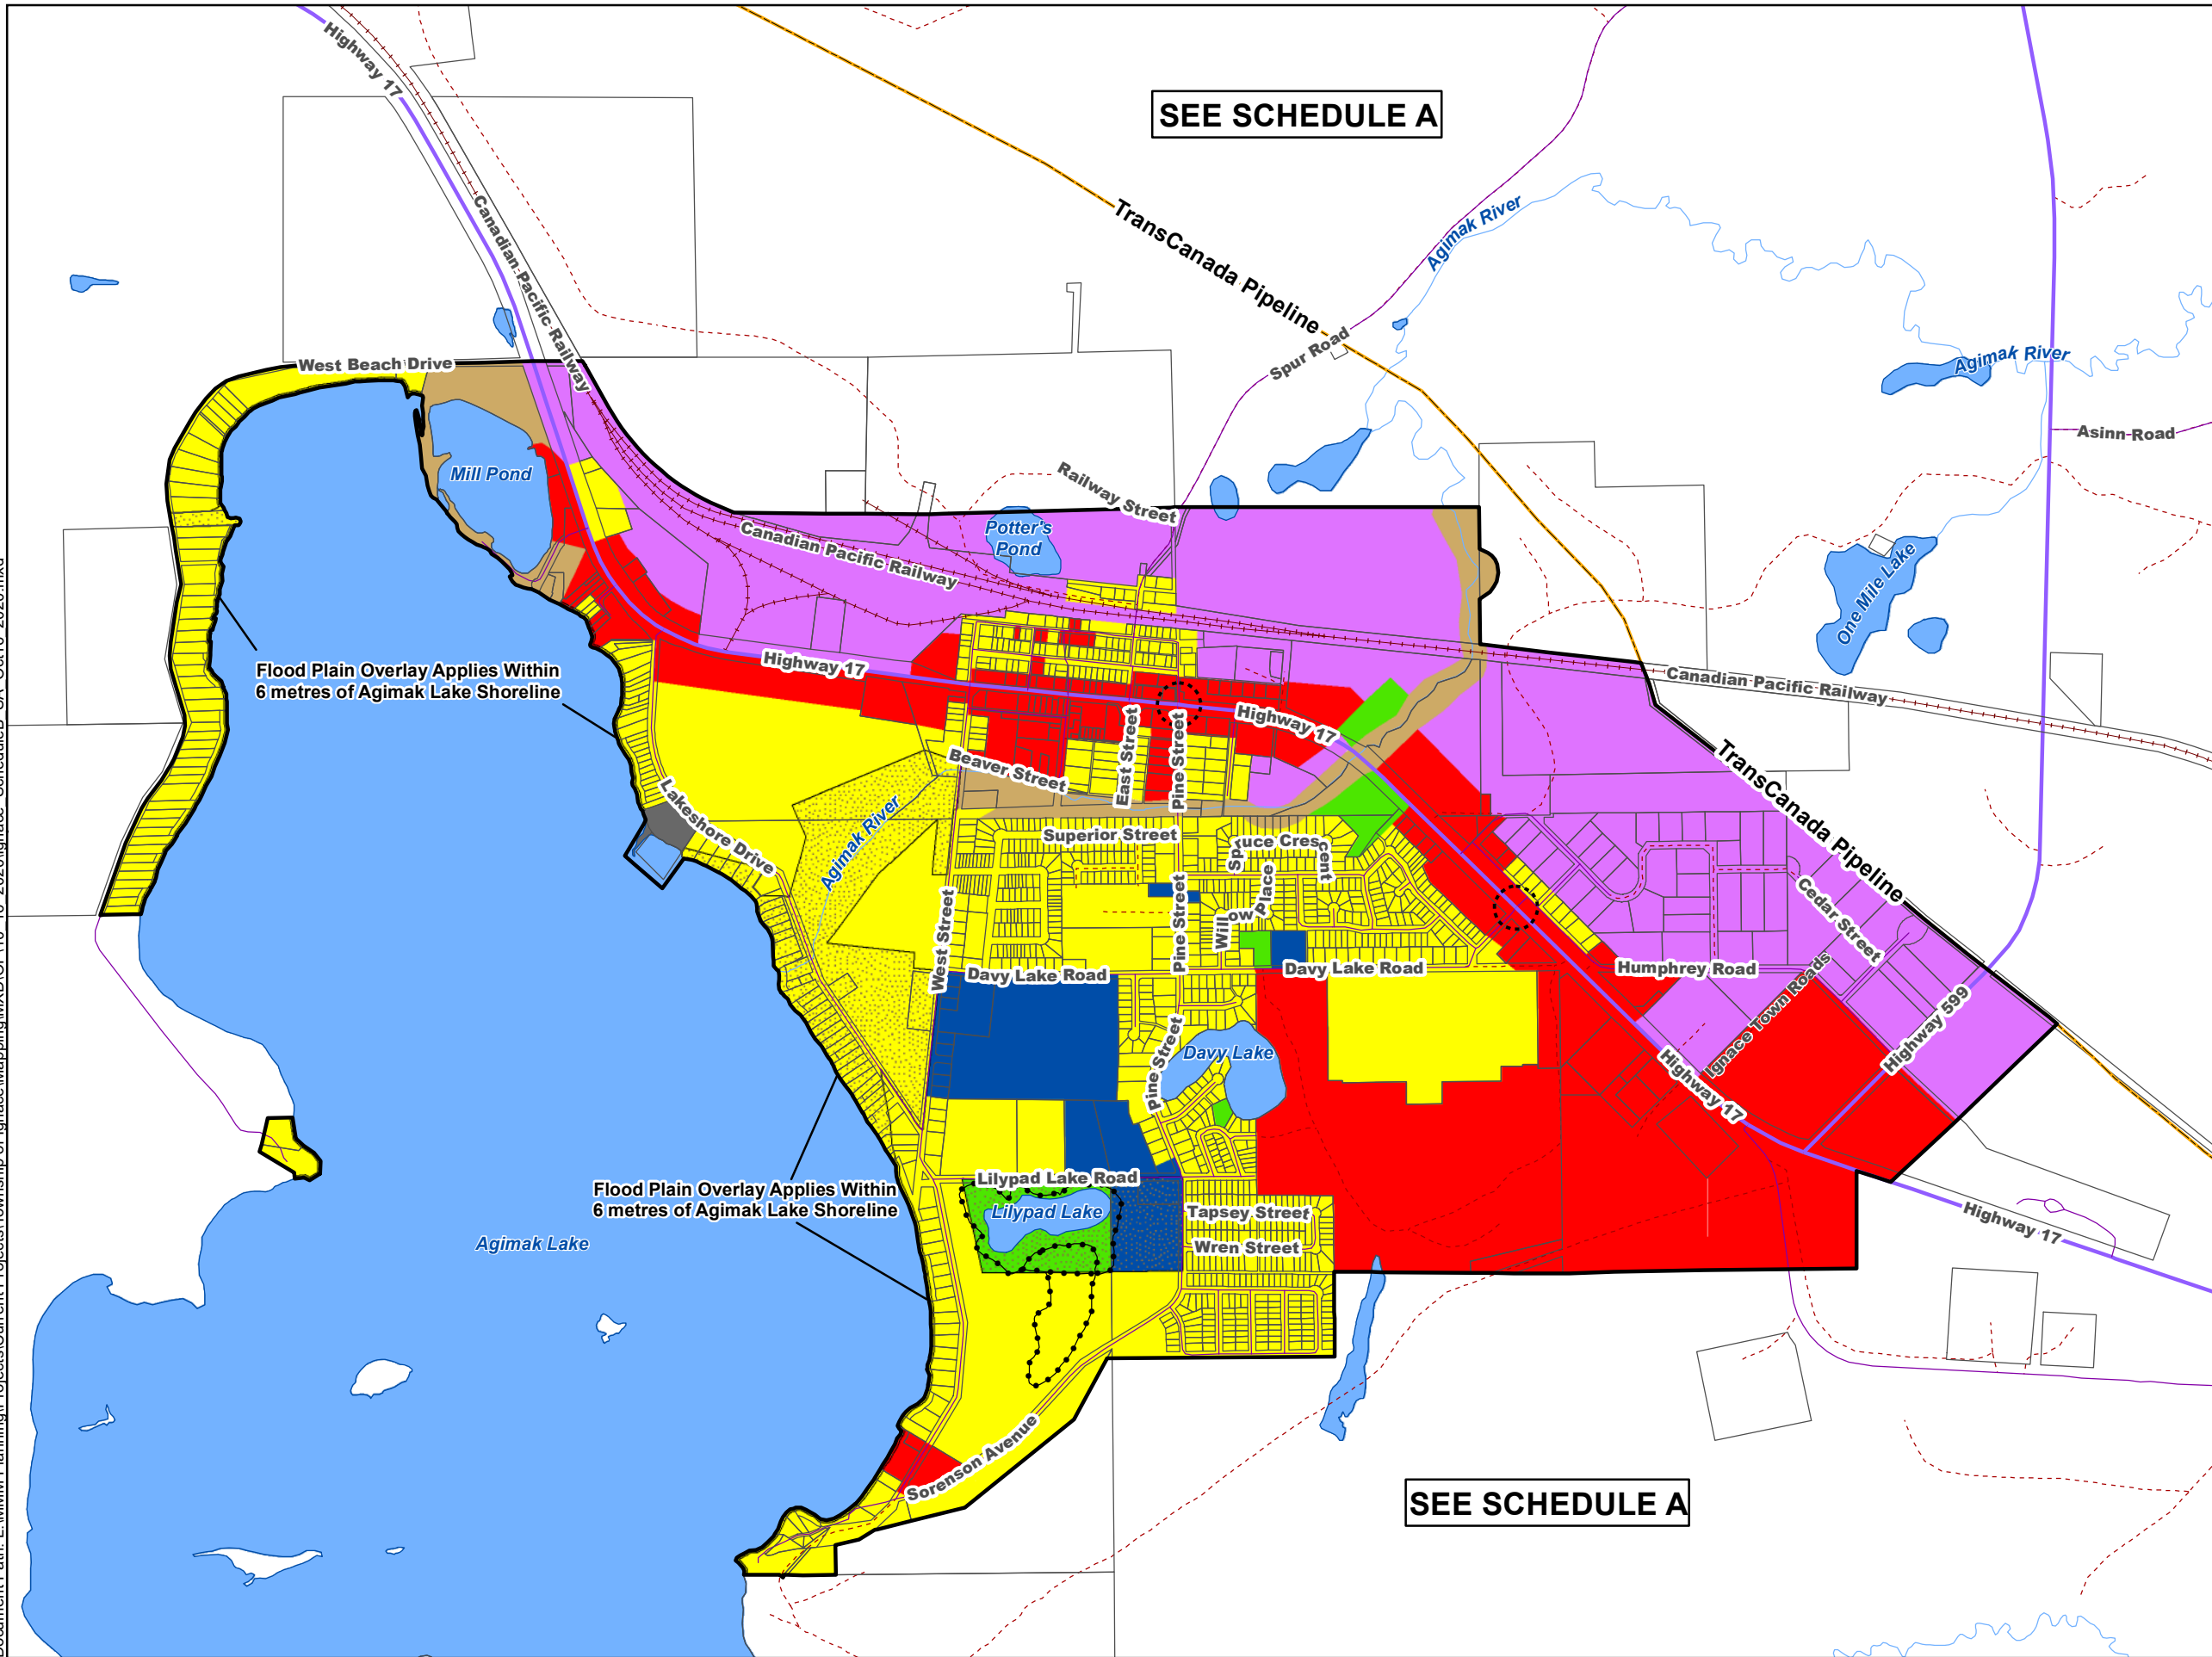 Highway 17
SEE SCHEDULE A
Canadian Pacific Railway
TransCanada Pipeline
Agimak River
Spur Road
Agimak River
West Beach Drive
Asinn Road
Mill Pond
Railway Street
Potter's
Pond
Canadian Pacific Railway
One Mile Lake
Flood Plain Overlay Applies Within
6 metres of Agimak Lake Shoreline
Highway 17
Canadian Pacific Railway
Highway 17
East Street
Pine Street
Beaver Street
TransCanada Pipeline
Lakeshore Drive
Agimak River
Superior Street
Spruce Crescent
Cedar Street
West Street
Pine Street
Willow Place
Davy Lake Road
Davy Lake Road
Humphrey Road
Ignace Town Roads
Highway 599
Pine Street
Davy Lake
Highway 17
Lilypad Lake Road
Flood Plain Overlay Applies Within
6 metres of Agimak Lake Shoreline
Lilypad Lake
Tapsey Street
Wren Street
Highway 17
Agimak Lake
Sorenson Avenue
SEE SCHEDULE A